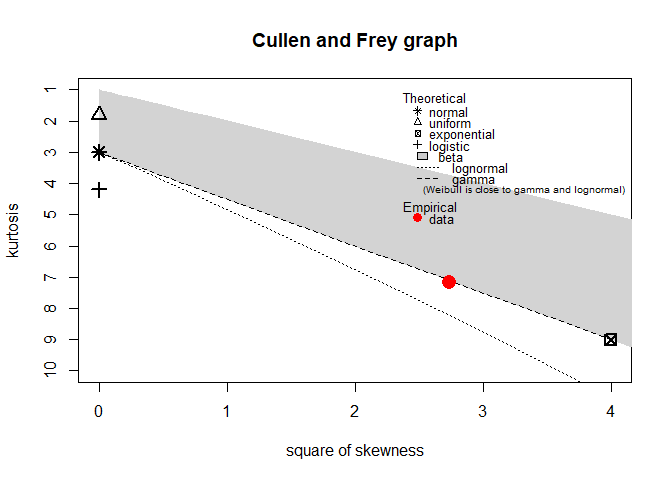 Cullen and Frey graph
Theoretical
normal
uniform
exponential
logistic
beta
lognormal
gamma
(Weibull is close to gamma and lognormal)
Empirical
data
kurtosis
1
2
3
4
5
6
7
8
9
10
0 1 2 3 4
square of skewness